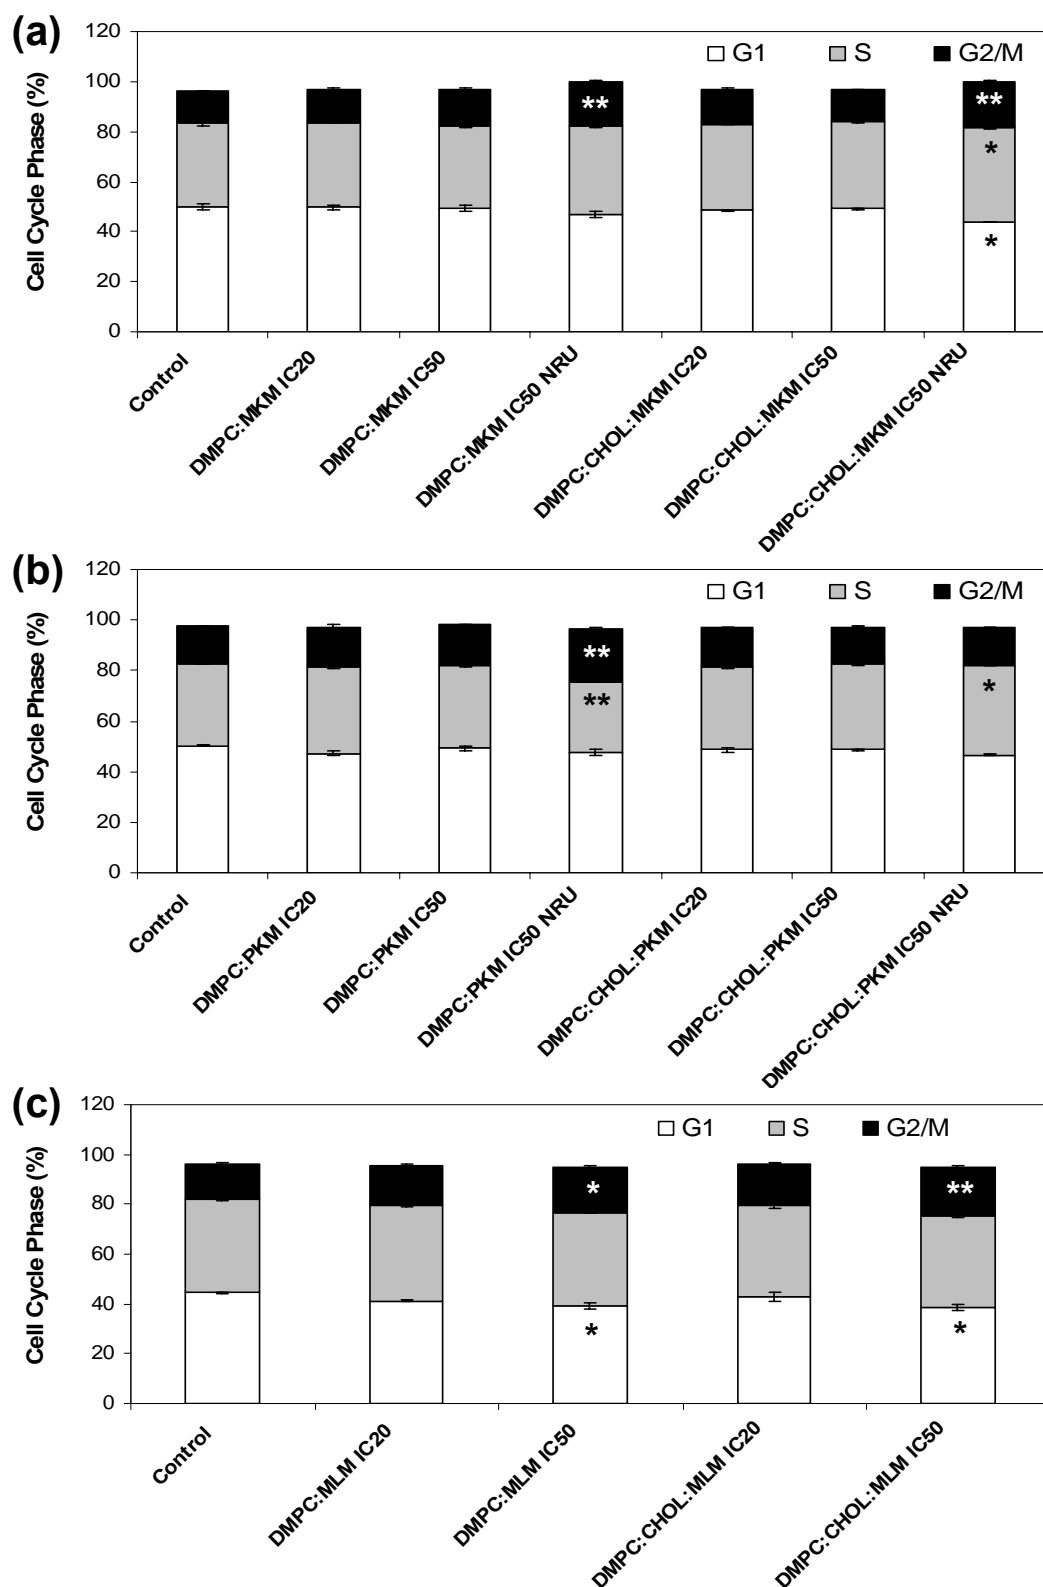 (a)
120
G1 S G2/M
100
** **
80
*
60
40
*
20
0
Cell Cycle Phase (%)
Control
DMPC:MKM IC20
DMPC:MKM IC50
DMPC:MKM IC50 NRU
DMPC:CHOL:MKM IC20
DMPC:CHOL:MKM IC50
DMPC:CHOL:MKM IC50 NRU
(b)
120
G1 S G2/M
100
**
80
** *
60
40
20
0
Cell Cycle Phase (%)
Control
DMPC:PKM IC20
DMPC:PKM IC50
DMPC:PKM IC50 NRU
DMPC:CHOL:PKM IC20
DMPC:CHOL:PKM IC50
DMPC:CHOL:PKM IC50 NRU
(c)
120
G1 S G2/M
100
* **
80
60
40
* *
20
0
Cell Cycle Phase (%)
Control
DMPC:MLM IC20
DMPC:MLM IC50
DMPC:CHOL:MLM IC20
DMPC:CHOL:MLM IC50